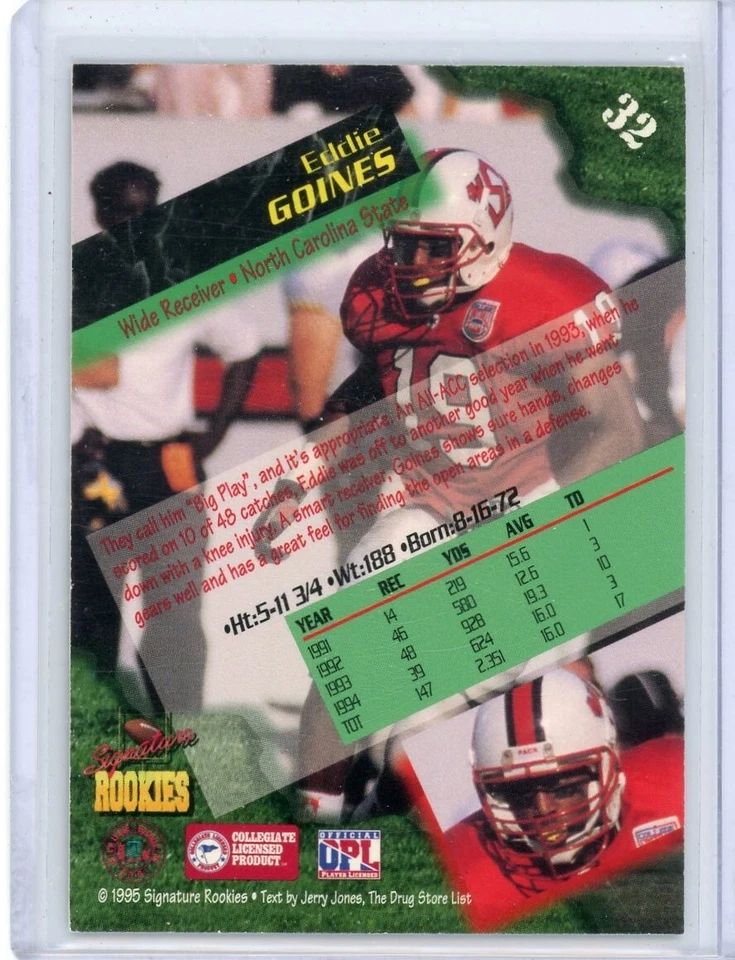 32
Eddie
GOINES
Wide Receiver • North Carolina State
19
They call him "Big Play", and it's appropriate. An All-ACC selection in 1993, when he
scored on 10 of 48 catches, Eddie was off to another good year when he went
down with a knee injury. A smart receiver, Goines shows sure hands, changes
gears well and has a great feel for finding the open areas in a defense.
•Ht:5-11 3/4 •Wt:188 •Born:8-16-72
YEAR REC YDS AVG TD
1991 14 219 15.6 1
1992 46 580 12.6 3
1993 48 928 19.3 10
1994 39 624 16.0 3
TOT 147 2.351 16.0 17
PACK
Signature
ROOKIES
COLLEGIATE
LICENSED
PRODUCT
OFFICIAL
UPL
PLAYER LICENSED
© 1995 Signature Rookies • Text by Jerry Jones, The Drug Store List